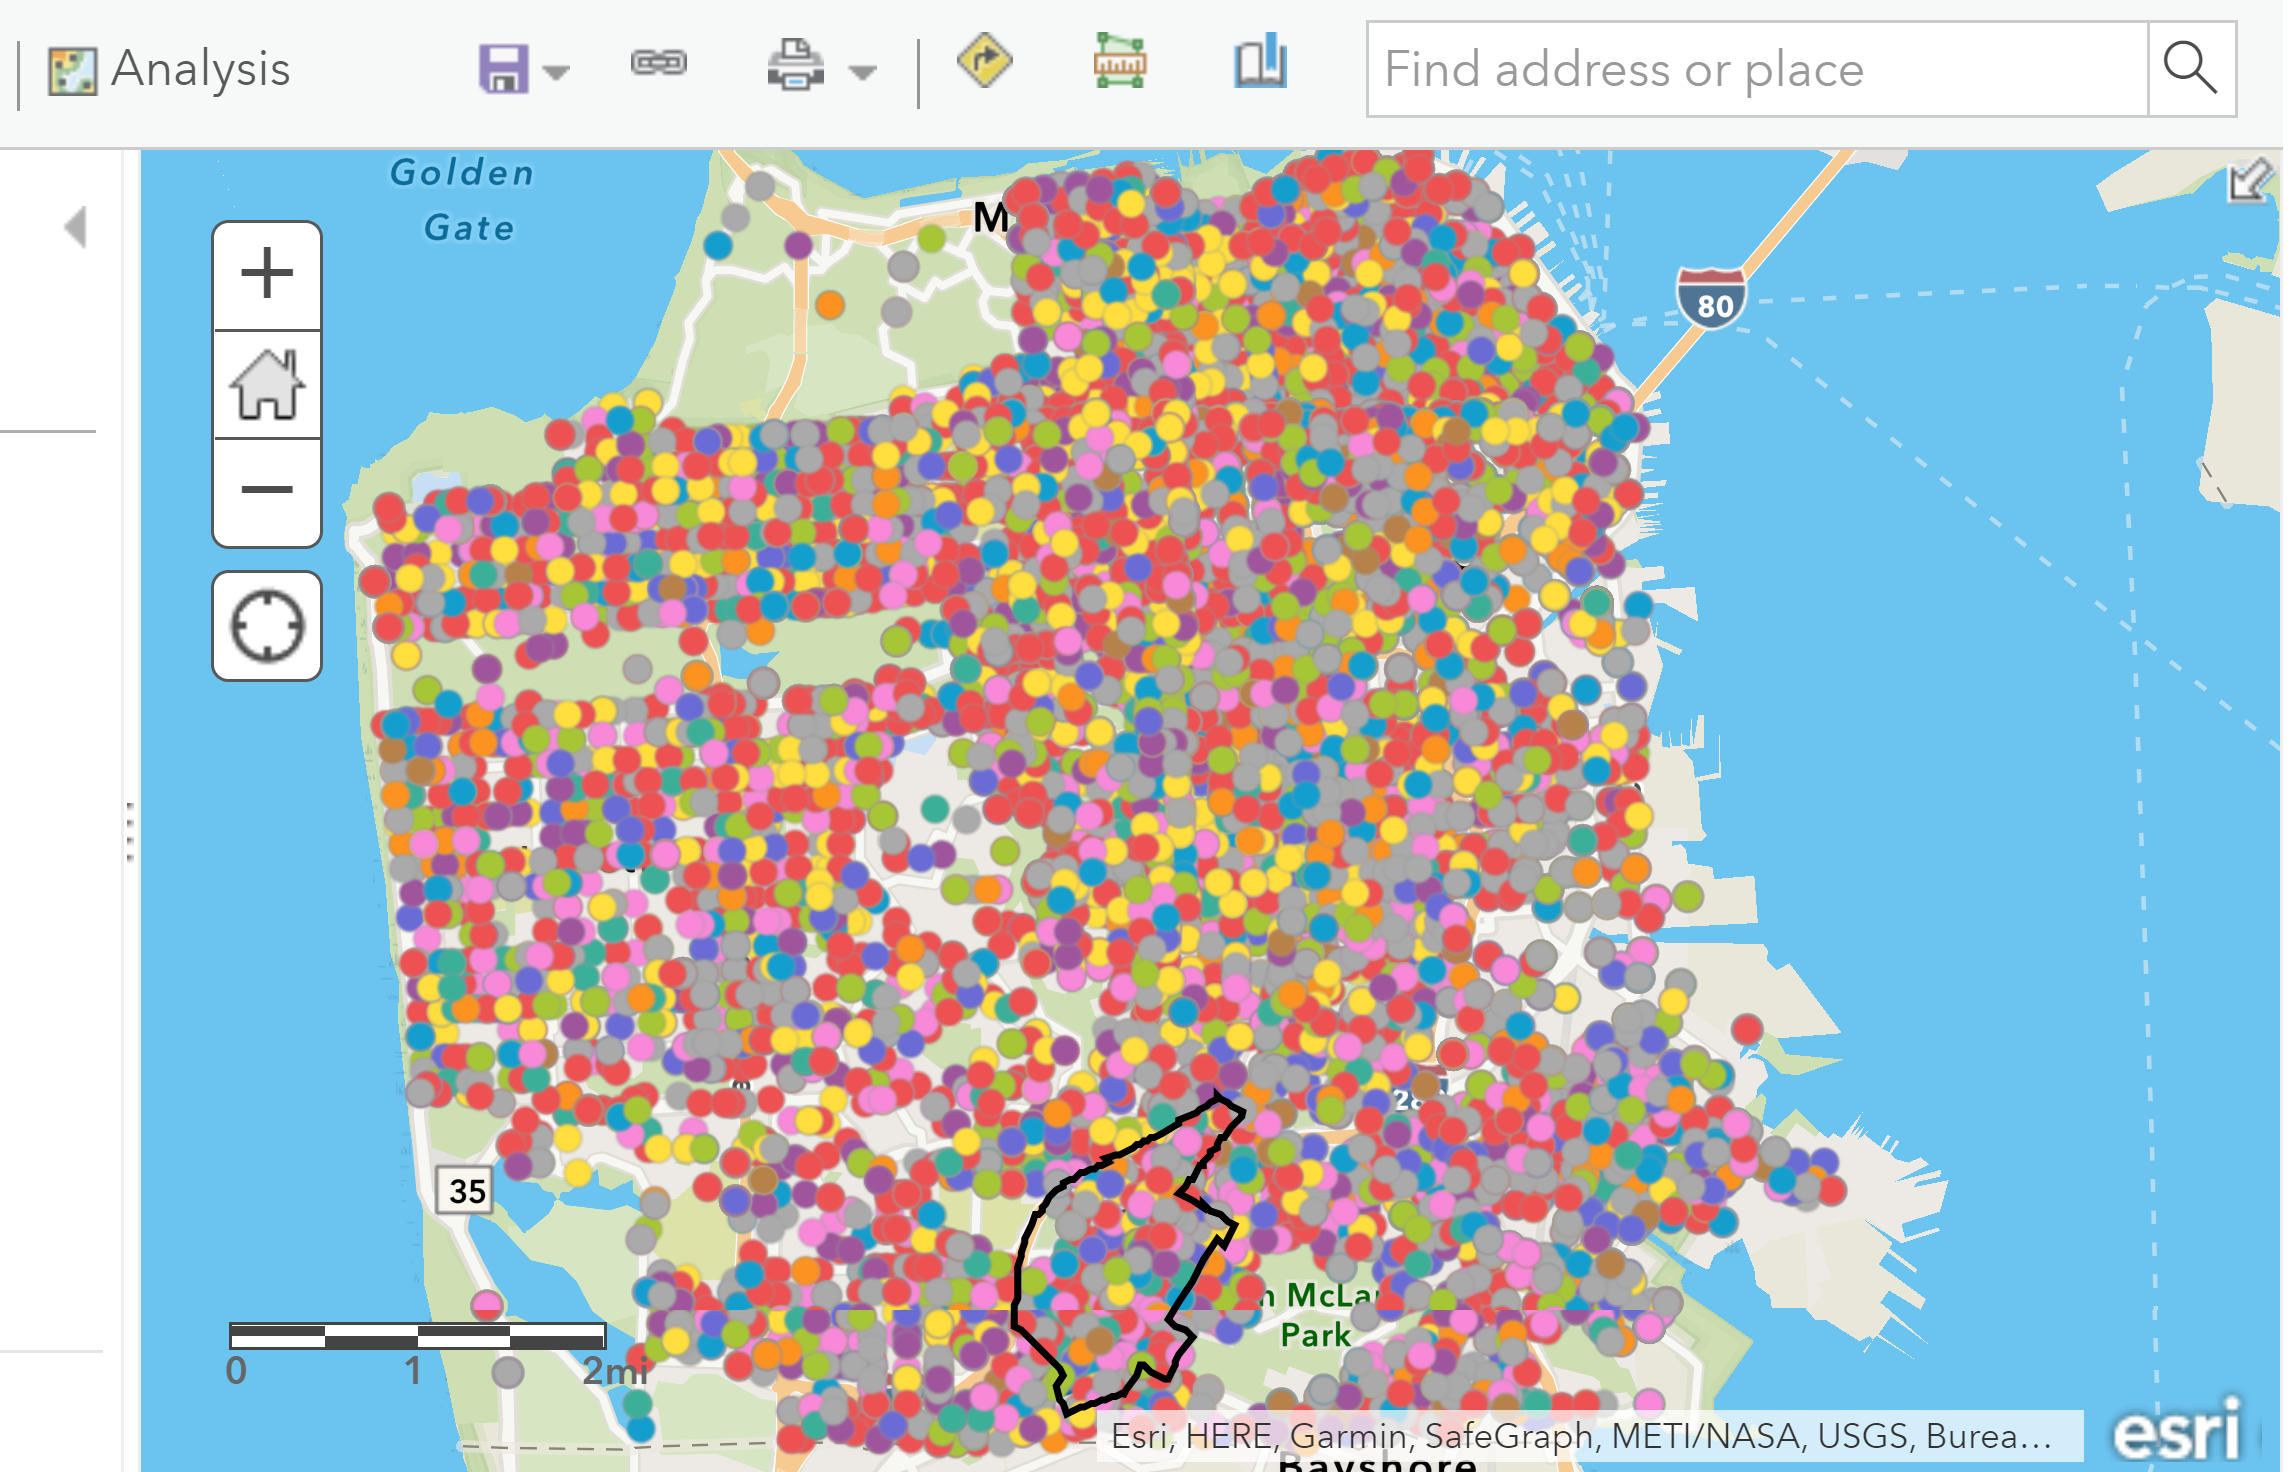 Analysis
Find address or place
Golden
Gate
M
80
28
35
McLa
Park
0 1 2mi
Esri, HERE, Garmin, SafeGraph, METI/NASA, USGS, Burea...
esri
Bayshore